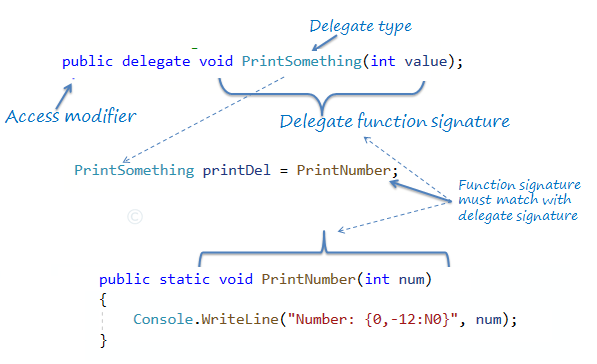 Delegate type
public delegate void PrintSomething(int value);
Access modifier
Delegate function signature
PrintSomething printDel = PrintNumber;
Function signature
must match with
delegate signature
©
public static void PrintNumber(int num)
{
Console.WriteLine("Number: {0,-12:N0}", num);
}